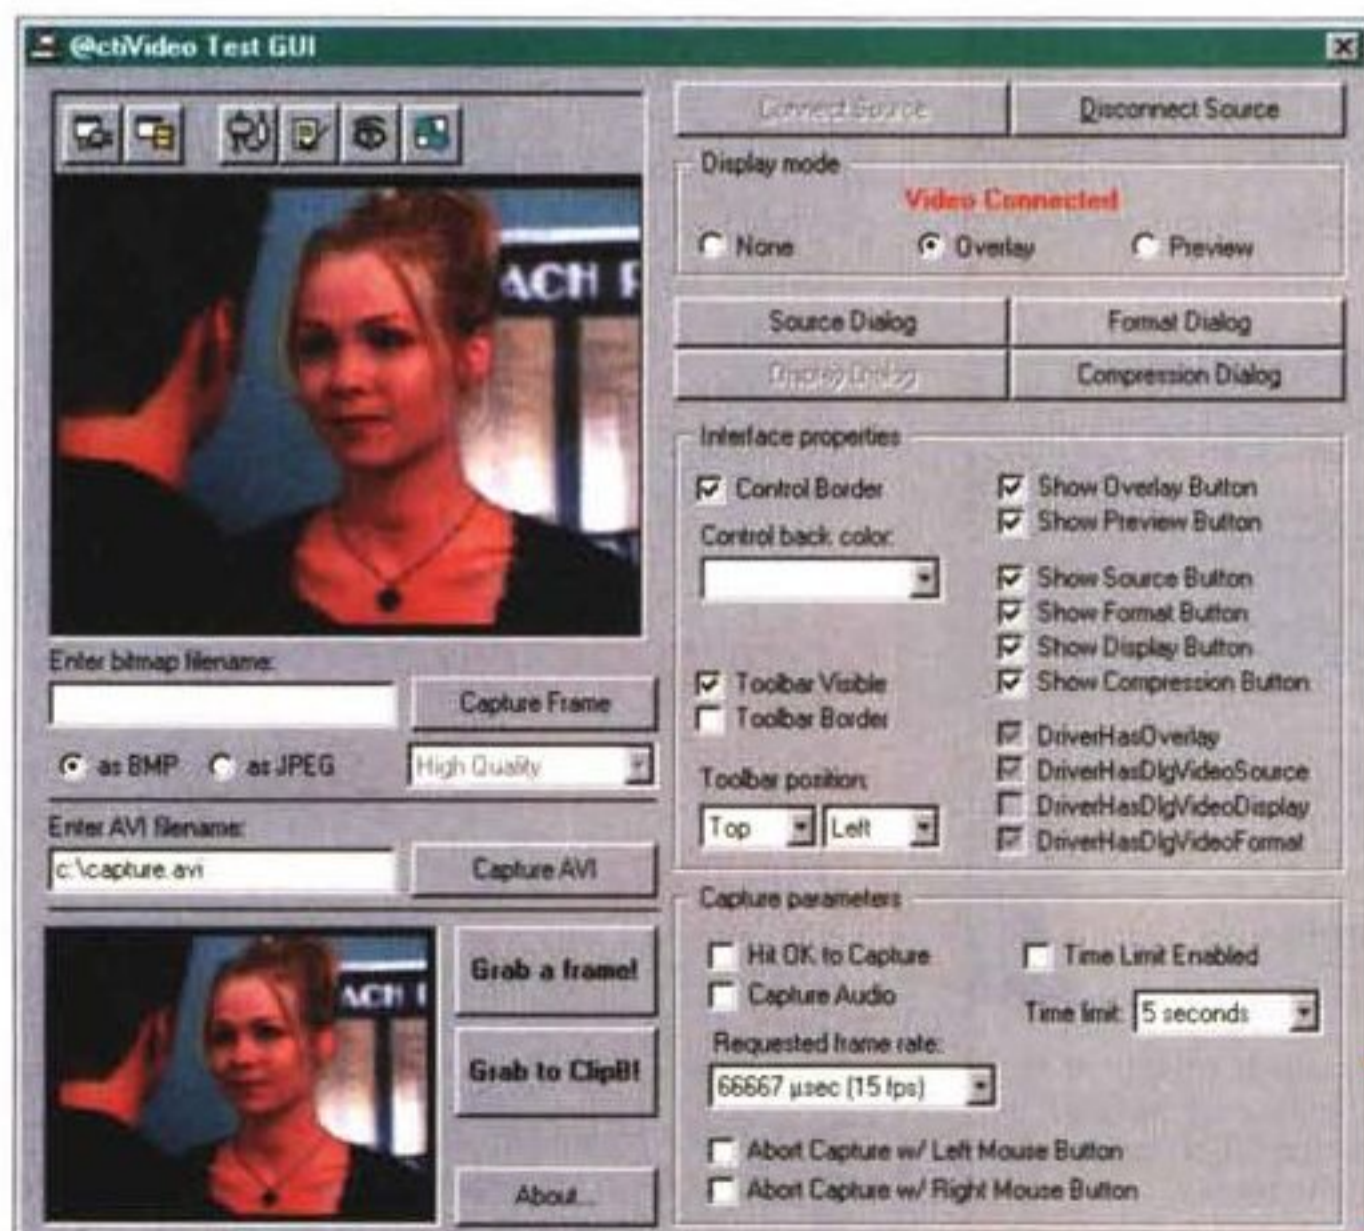 @ctiVideo Test GUI
Connect Source
Disconnect Source
Display mode
Video Connected
None
Overlay
Preview
ACH
Source Dialog
Format Dialog
Display Dialog
Compression Dialog
Interface properties
Control Border
Show Overlay Button
Show Preview Button
Control back color:
Show Source Button
Show Format Button
Show Display Button
Show Compression Button
Toolbar Visible
Toolbar Border
DriverHasOverlay
DriverHasDlgVideoSource
DriverHasDlgVideoDisplay
DriverHasDlgVideoFormat
Toolbar position:
Top
Left
Enter bitmap filename:
Capture Frame
as BMP
as JPEG
High Quality
Enter AVI filename:
c:\capture.avi
Capture AVI
ACH
Grab a frame!
Grab to ClipB!
About...
Capture parameters
Hit OK to Capture
Time Limit Enabled
Capture Audio
Time limit:
5 seconds
Requested frame rate:
66667 µsec (15 fps)
Abort Capture w/ Left Mouse Button
Abort Capture w/ Right Mouse Button